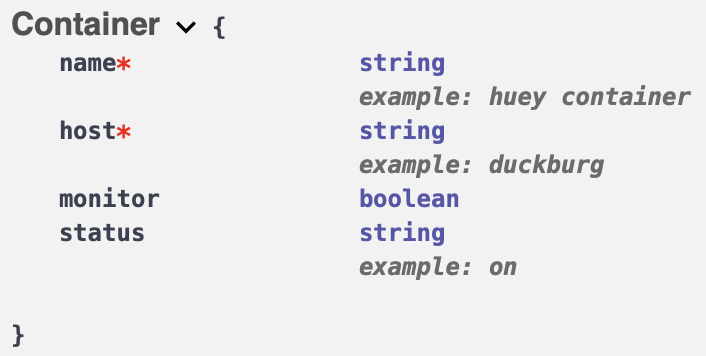 Container {
name* string
example: huey container
host* string
example: duckburg
monitor boolean
status string
example: on
}